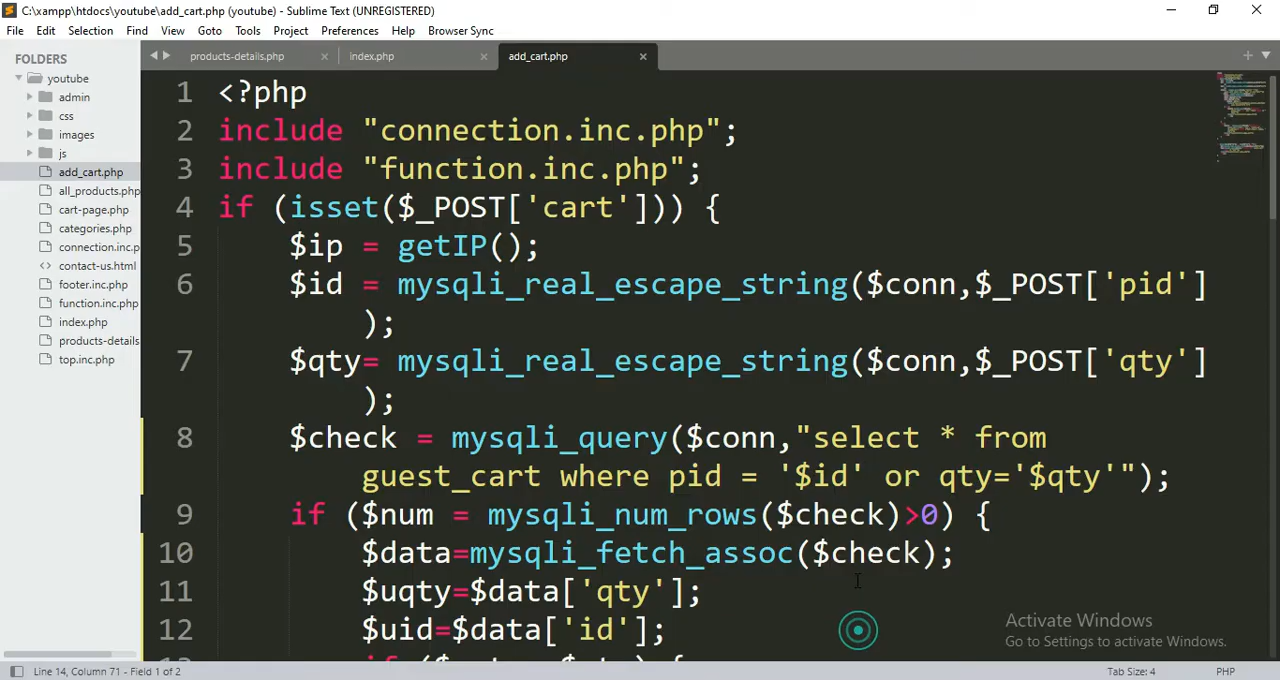 C:\xampp\htdocs\youtube\add_cart.php (youtube) - Sublime Text (UNREGISTERED)
File Edit Selection Find View Goto Tools Project Preferences Help Browser Sync
FOLDERS
youtube
admin
css
images
js
add_cart.php
all_products.php
cart-page.php
categories.php
connection.inc.p
contact-us.html
footer.inc.php
function.inc.php
index.php
products-details
top.inc.php
products-details.php index.php add_cart.php
1 <?php
2 include "connection.inc.php";
3 include "function.inc.php";
4 if (isset($_POST['cart'])) {
5 $ip = getIP();
6 $id = mysqli_real_escape_string($conn,$_POST['pid']
);
7 $qty= mysqli_real_escape_string($conn,$_POST['qty']
);
8 $check = mysqli_query($conn,"select * from
guest_cart where pid = '$id' or qty='$qty'");
9 if ($num = mysqli_num_rows($check)>0) {
10 $data=mysqli_fetch_assoc($check);
11 $uqty=$data['qty'];
12 $uid=$data['id'];
Activate Windows
Go to Settings to activate Windows.
Line 14, Column 71 - Field 1 of 2 Tab Size: 4 PHP